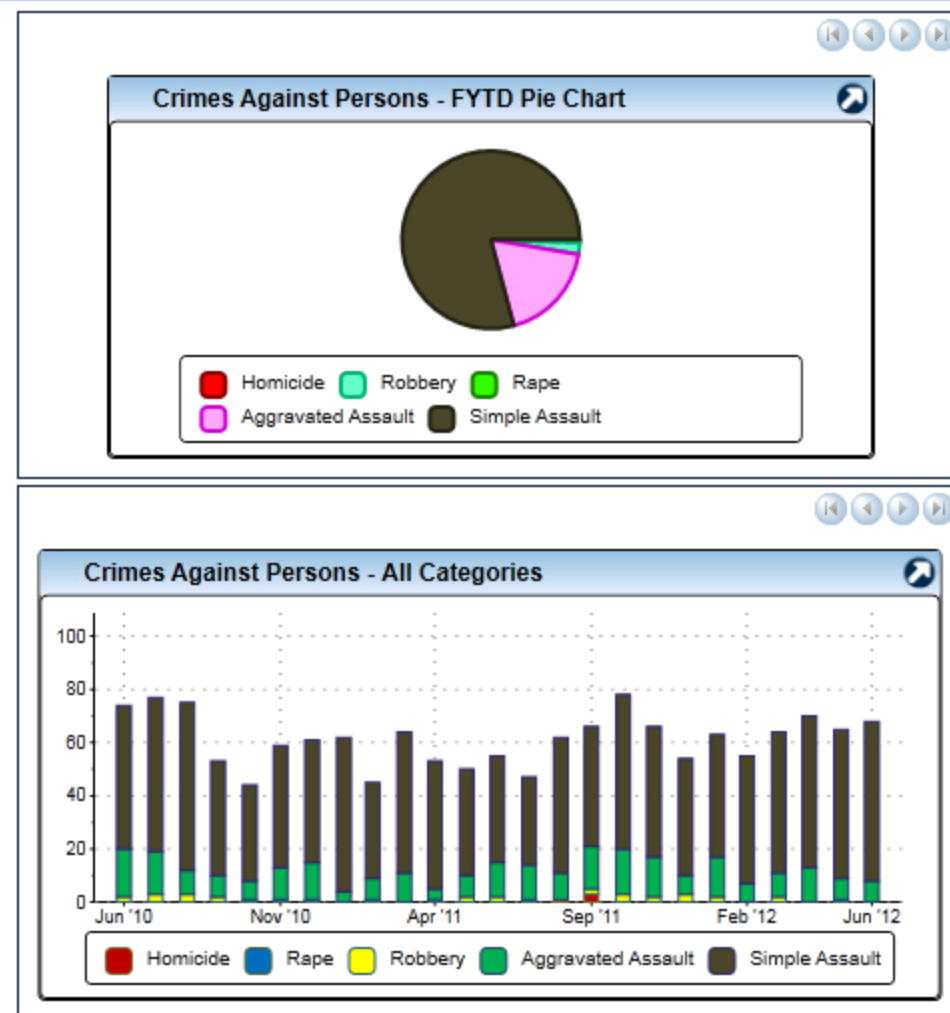 Crimes Against Persons - FYTD Pie Chart
Homicide Robbery Rape
Aggravated Assault Simple Assault
Crimes Against Persons - All Categories
100
80
60
40
20
0
Jun '10 Nov '10 Apr '11 Sep '11 Feb '12 Jun '12
Homicide Rape Robbery Aggravated Assault Simple Assault